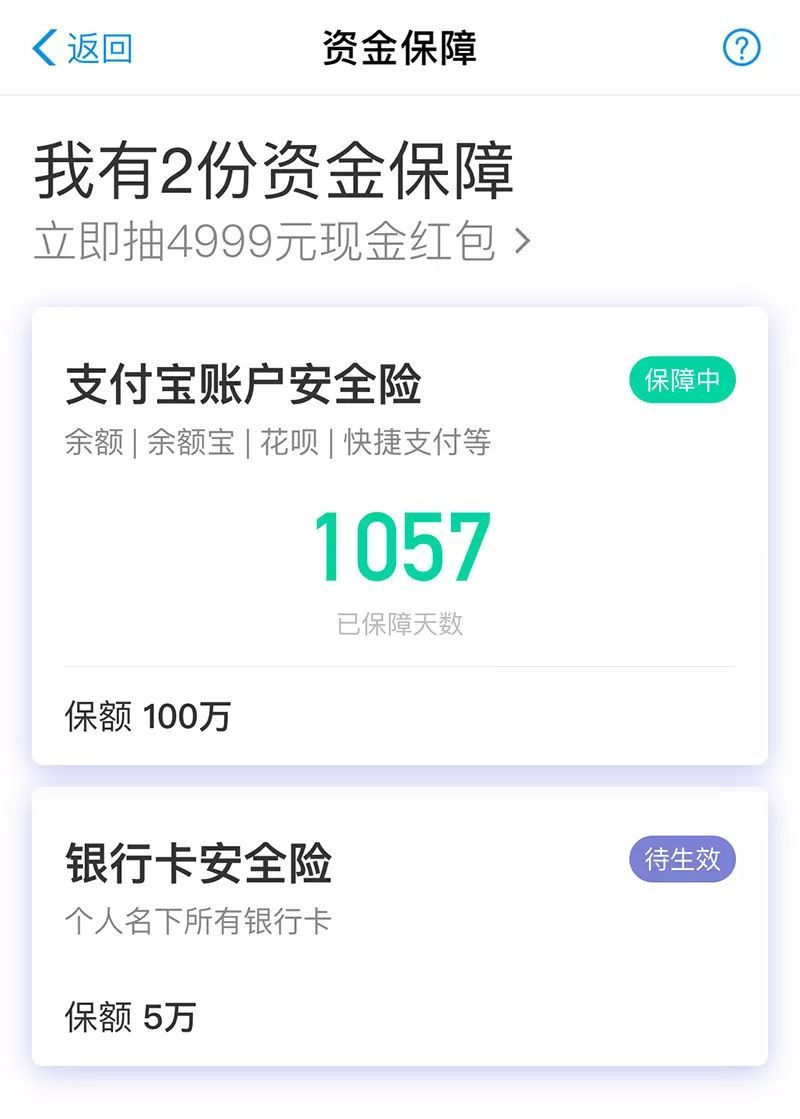 返回 资金保障
我有2份资金保障
立即抽4999元现金红包 >
支付宝账户安全险 保障中
余额 | 余额宝 | 花呗 | 快捷支付等
1057
已保障天数
保额 100万
银行卡安全险 待生效
个人名下所有银行卡
保额 5万